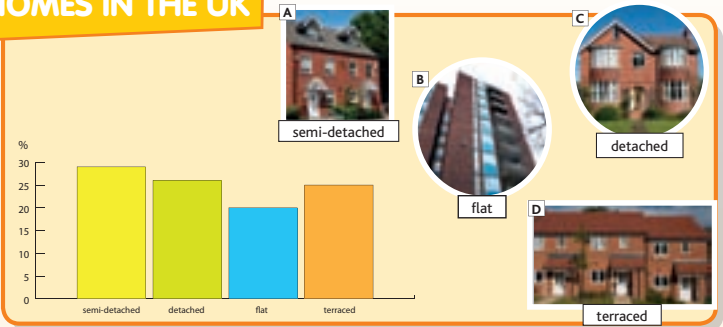 HOMES IN THE UK
A
semi-detached
B
flat
C
detached
D
terraced
%
30
25
20
15
10
5
0
semi-detached
detached
flat
terraced